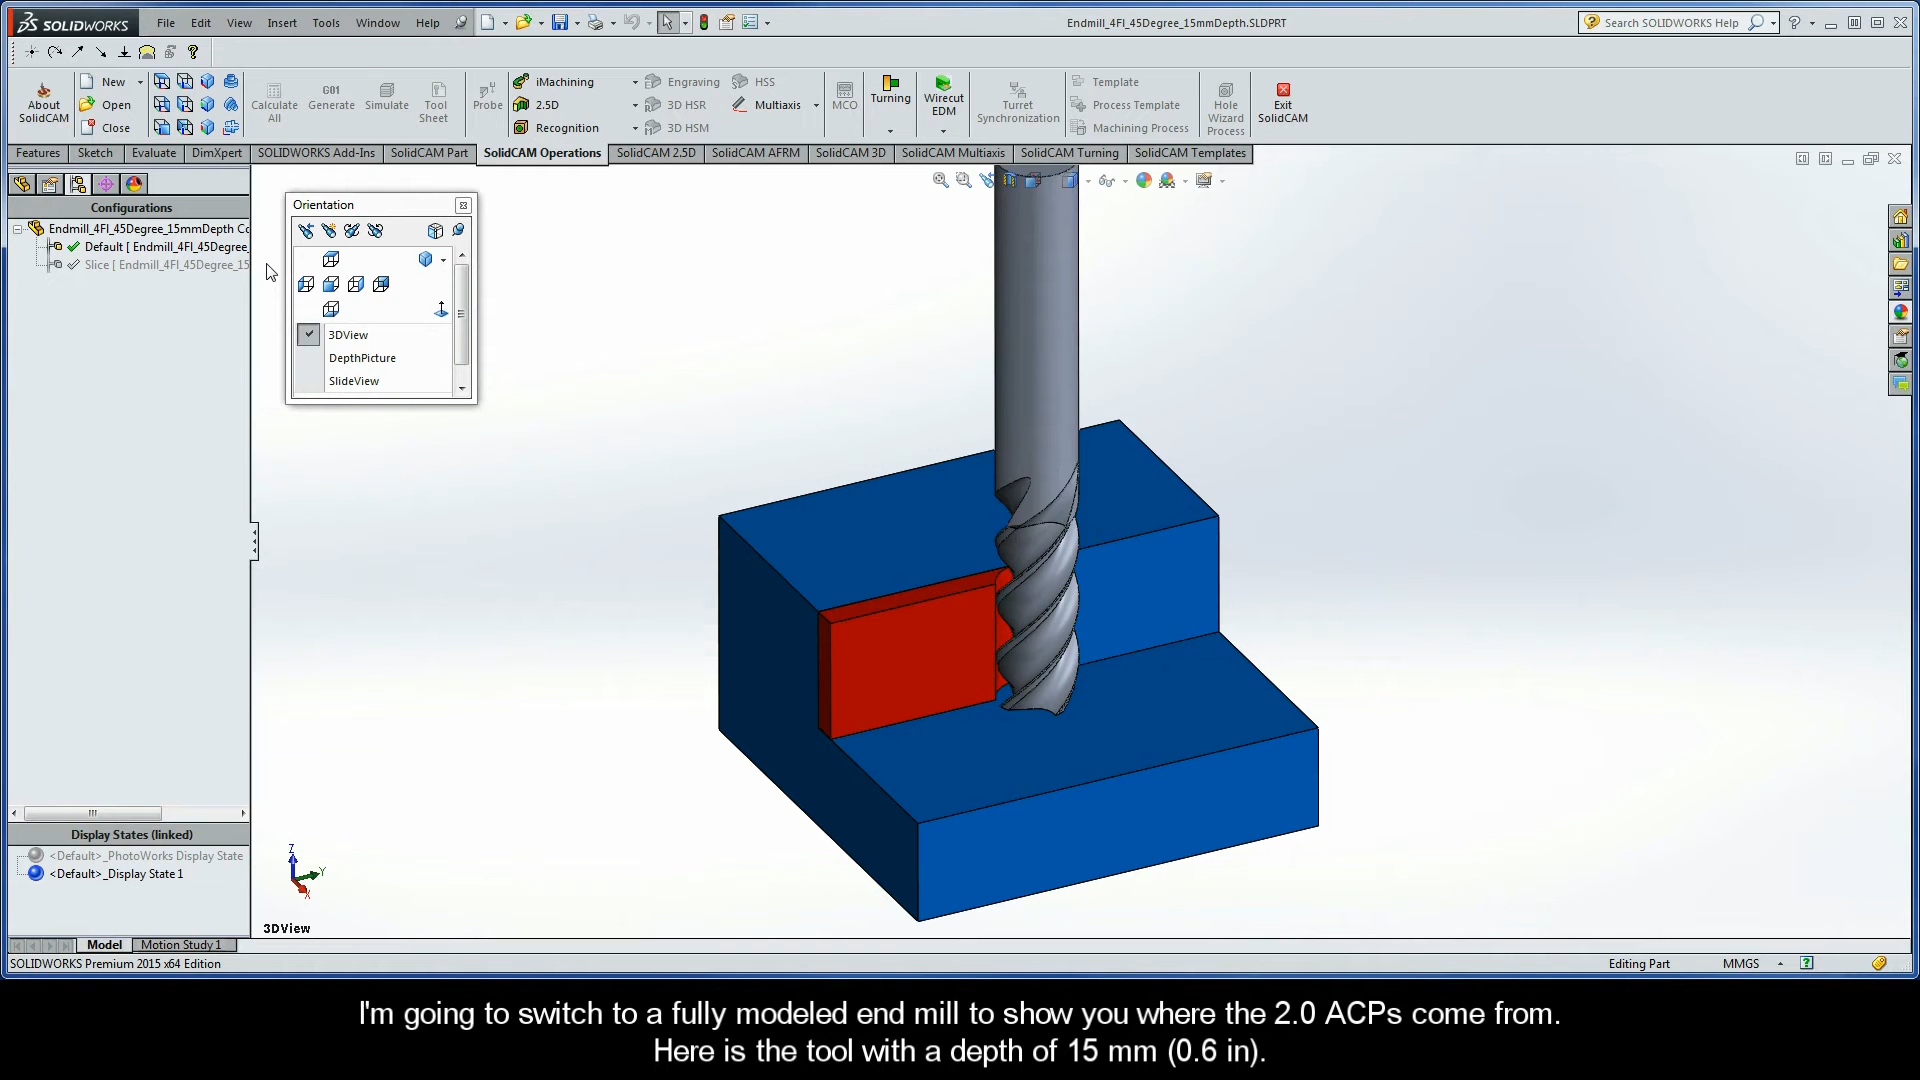 SOLIDWORKS File Edit View Insert Tools Window Help Endmill_4Fl_45Degree_15mmDepth.SLDPRT Search SOLIDWORKS Help
About SolidCAM
New
Open
Close
Calculate All
G01 Generate
Simulate
Tool Sheet
Probe
iMachining
2.5D
Recognition
Engraving
3D HSR
3D HSM
HSS
Multiaxis
MCO
Turning
Wirecut EDM
Turret Synchronization
Template
Process Template
Machining Process
Hole Wizard Process
Exit SolidCAM
Features Sketch Evaluate DimXpert SOLIDWORKS Add-Ins SolidCAM Part SolidCAM Operations SolidCAM 2.5D SolidCAM AFRM SolidCAM 3D SolidCAM Multiaxis SolidCAM Turning SolidCAM Templates
Configurations
Endmill_4Fl_45Degree_15mmDepth Co
Default [ Endmill_4Fl_45Degree_
Slice [ Endmill_4Fl_45Degree_15
Orientation
3DView
DepthPicture
SlideView
Display States (linked)
<Default>_PhotoWorks Display State
<Default>_Display State 1
Z
Y
X
3DView
Model Motion Study 1
SOLIDWORKS Premium 2015 x64 Edition Editing Part MMGS
I'm going to switch to a fully modeled end mill to show you where the 2.0 ACPs come from.
Here is the tool with a depth of 15 mm (0.6 in).